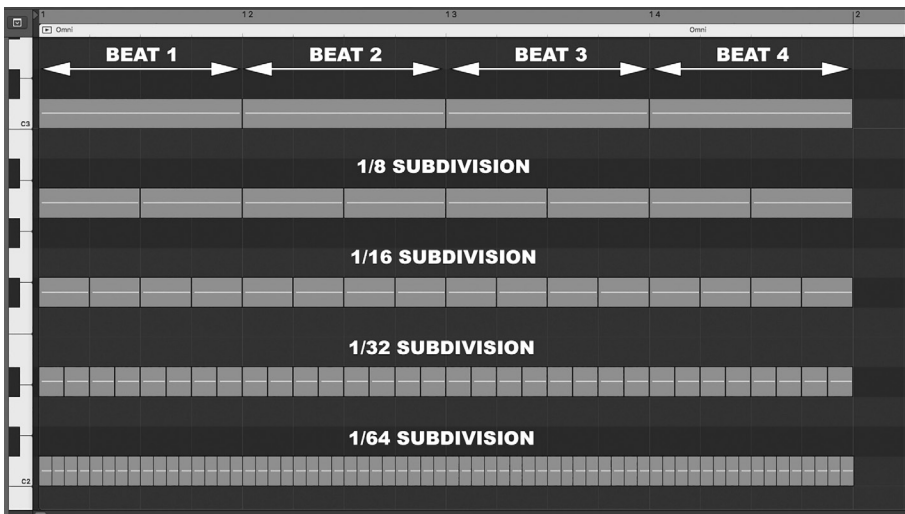 1 1 2 1 3 1 4 2
Omni Omni
BEAT 1 BEAT 2 BEAT 3 BEAT 4
C3
1/8 SUBDIVISION
1/16 SUBDIVISION
1/32 SUBDIVISION
1/64 SUBDIVISION
C2